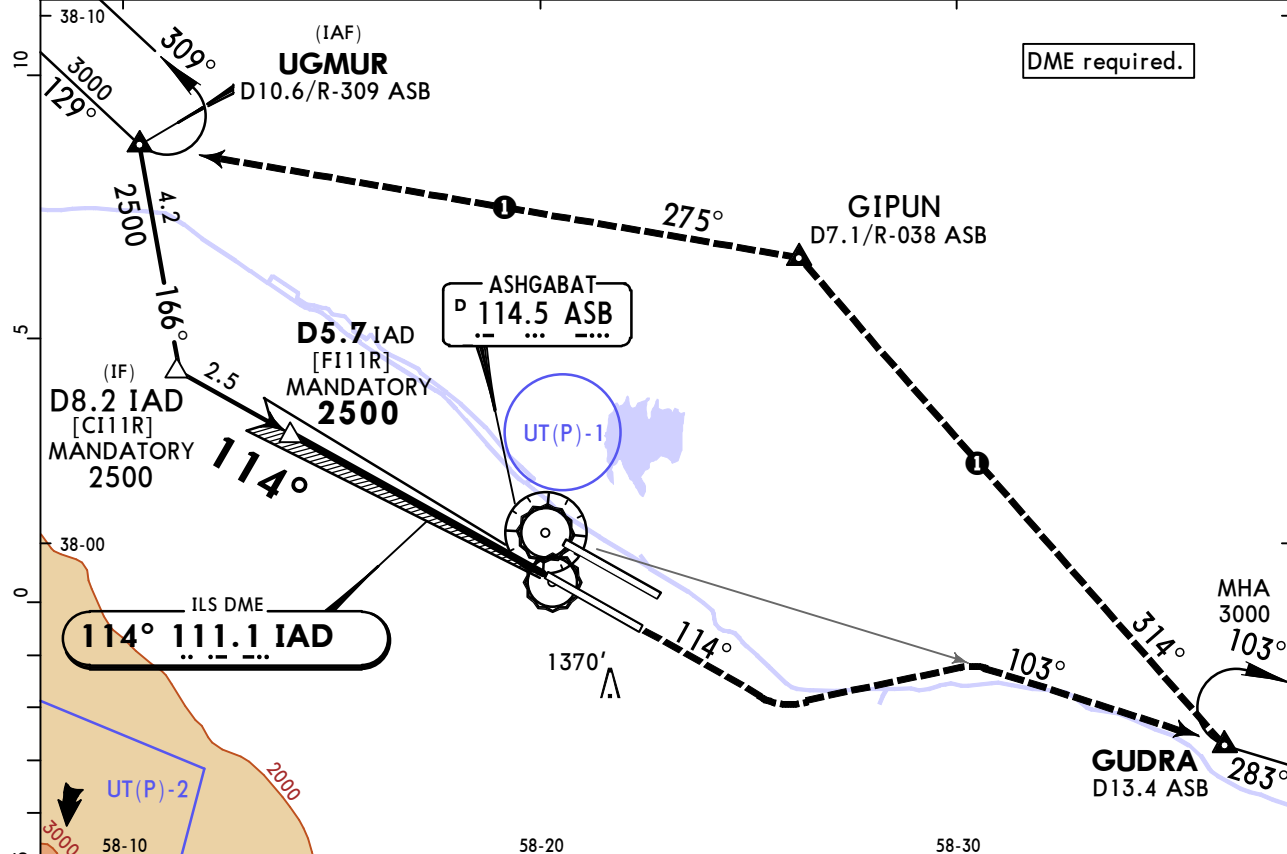 38-10
10
309°
(IAF)
UGMUR
D10.6/R-309 ASB
DME required.
3000
129°
2500
4.2
166°
275°
GIPUN
D7.1/R-038 ASB
1
ASHGABAT
D 114.5 ASB
5
D5.7 IAD
[FI11R]
MANDATORY
2500
(IF)
D8.2 IAD
[CI11R]
MANDATORY
2500
2.5
114°
UT(P)-1
1
38-00
0
ILS DME
114° 111.1 IAD
1370'
114°
103°
314°
MHA
3000
103°
GUDRA
D13.4 ASB
283°
UT(P)-2
2000
3000
58-10
58-20
58-30